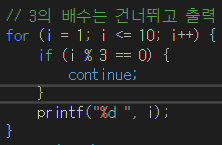 // 3의 배수는 건너뛰고 출력
for (i = 1; i <= 10; i++) {
    if (i % 3 == 0) {
        continue;
    }
    printf("%d ", i);
}